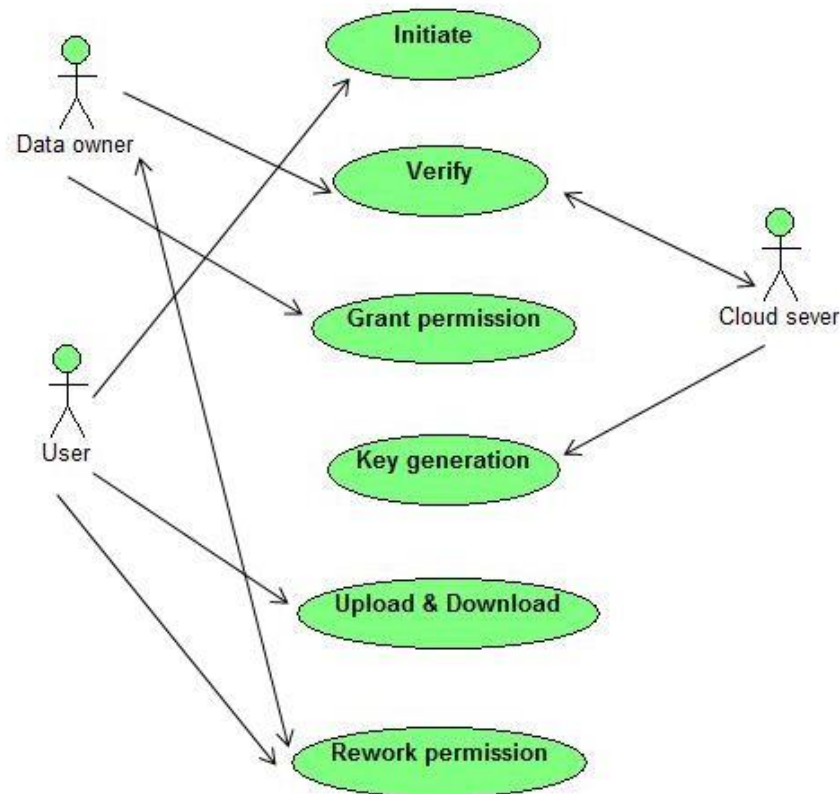 Initiate
Data owner
Verify
Cloud sever
Grant permission
User
Key generation
Upload & Download
Rework permission